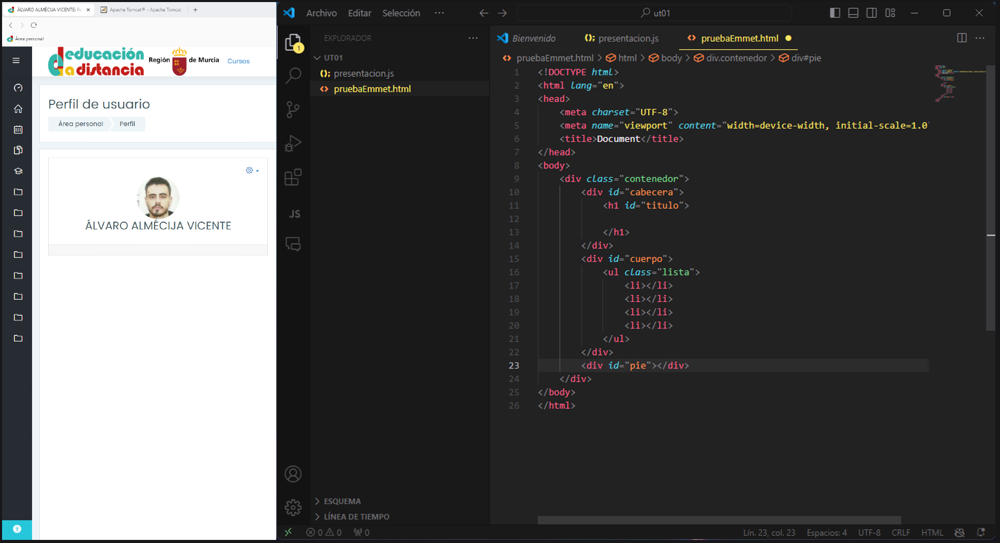 ÁLVARO ALMÉCIJA VICENTE: Pe
Apache Tomcat® - Apache Tomcat
Área personal
educación
a distancia
Región de Murcia
Cursos
Perfil de usuario
Área personal
Perfil
ÁLVARO ALMÉCIJA VICENTE
Archivo Editar Selección ···
ut01
EXPLORADOR
UT01
presentacion.js
pruebaEmmet.html
1
JS
ESQUEMA
LÍNEA DE TIEMPO
Bienvenido
presentacion.js
pruebaEmmet.html
pruebaEmmet.html > html > body > div.contenedor > div#pie
1 <!DOCTYPE html>
2 <html lang="en">
3 <head>
4 <meta charset="UTF-8">
5 <meta name="viewport" content="width=device-width, initial-scale=1.0"
6 <title>Document</title>
7 </head>
8 <body>
9 <div class="contenedor">
10 <div id="cabecera">
11 <h1 id="titulo">
12
13 </h1>
14 </div>
15 <div id="cuerpo">
16 <ul class="lista">
17 <li></li>
18 <li></li>
19 <li></li>
20 <li></li>
21 </ul>
22 </div>
23 <div id="pie"></div>
24 </div>
25 </body>
26 </html>
0 0 0
Lín. 23, col. 23 Espacios: 4 UTF-8 CRLF HTML